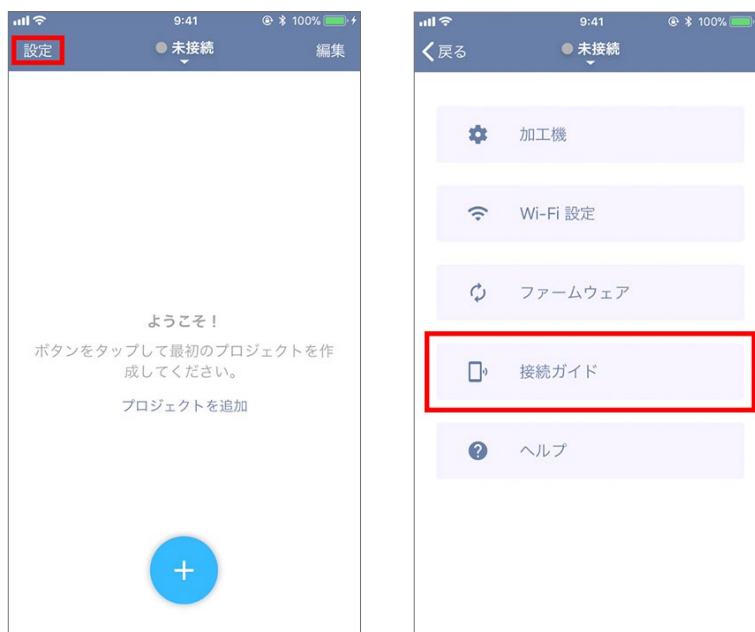 9:41
100%
設定
未接続
編集
ようこそ！
ボタンをタップして最初のプロジェクトを作
成してください。
プロジェクトを追加
9:41
100%
戻る
未接続
加工機
Wi-Fi 設定
ファームウェア
接続ガイド
ヘルプ